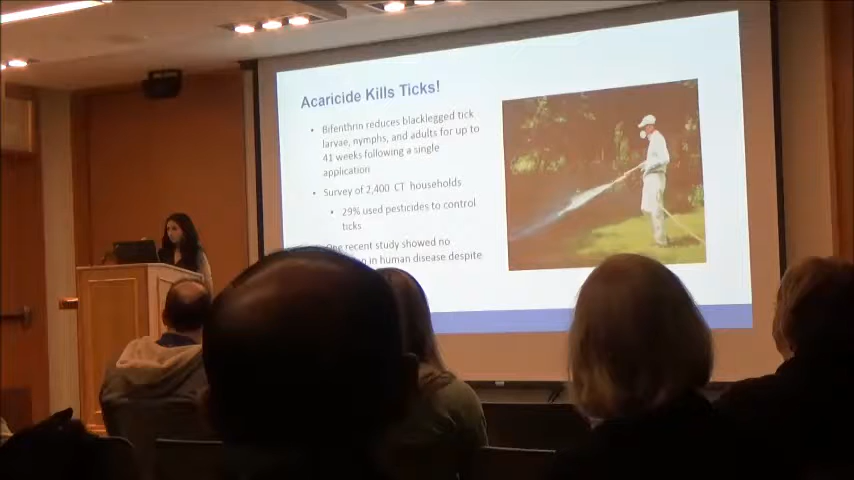 Acaricide Kills Ticks!
• Bifenthrin reduces blacklegged tick
larvae, nymphs, and adults for up to
41 weeks following a single
application
• Survey of 2,400 CT households
• 29% used pesticides to control
ticks
One recent study showed no
in human disease despite